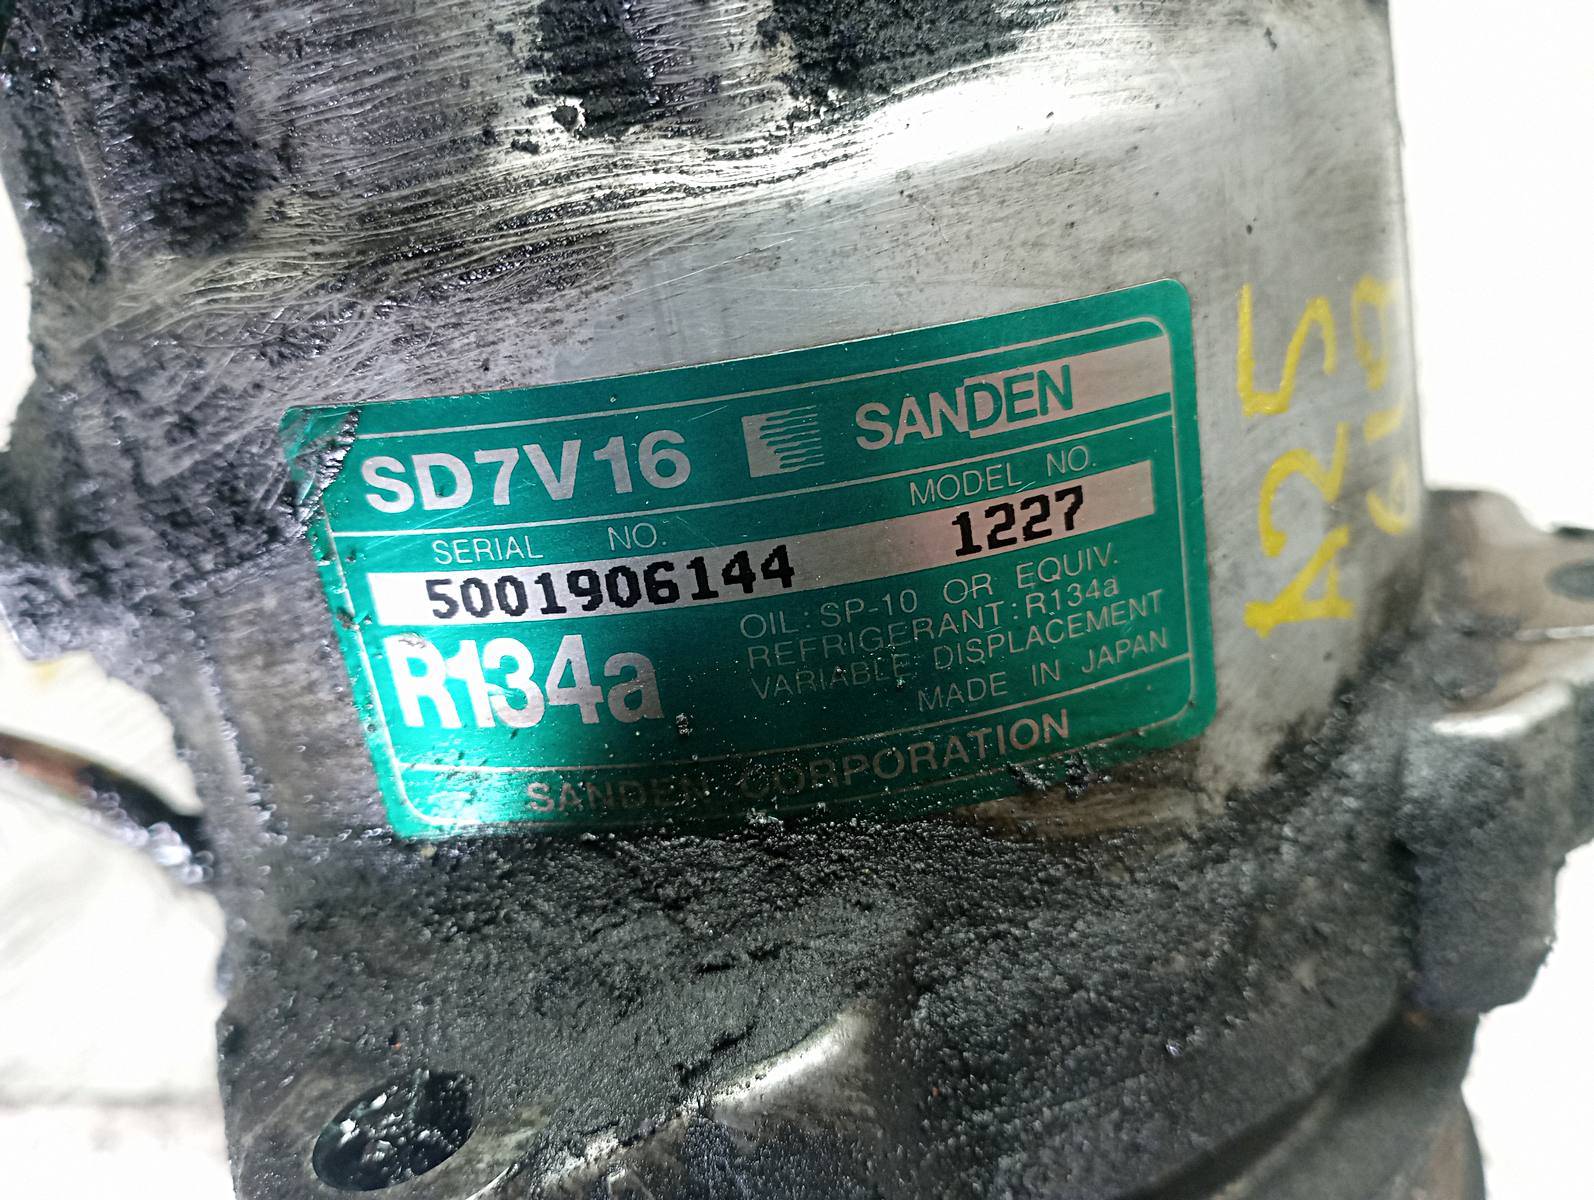 SD7V16 SANDEN
SERIAL NO. MODEL NO.
5001906144 1227
R134a
OIL: SP-10 OR EQUIV.
REFRIGERANT: R134a
VARIABLE DISPLACEMENT
MADE IN JAPAN
SANDEN CORPORATION
A25